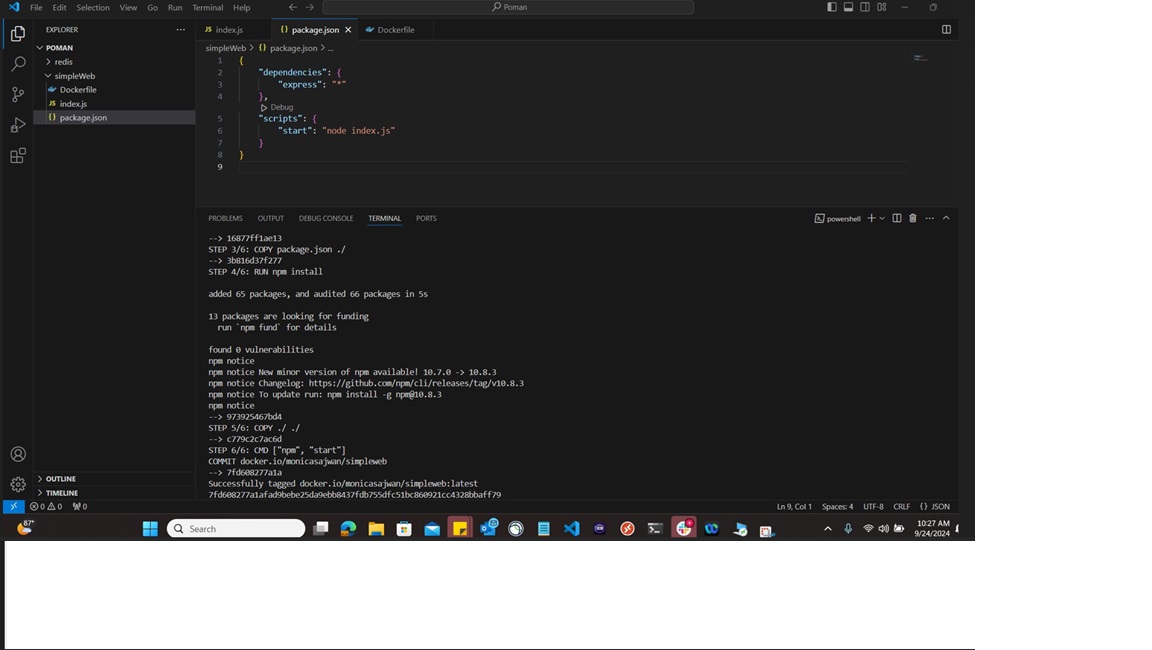 File Edit Selection View Go Run Terminal Help
Poman
EXPLORER
POMAN
redis
simpleWeb
Dockerfile
JS index.js
{} package.json
OUTLINE
TIMELINE
JS index.js
{} package.json
Dockerfile
simpleWeb > {} package.json > ...
1 {
2 "dependencies": {
3 "express": "*"
4 },
Debug
5 "scripts": {
6 "start": "node index.js"
7 }
8 }
9
PROBLEMS OUTPUT DEBUG CONSOLE TERMINAL PORTS
powershell
--> 16877ff1ae13
STEP 3/6: COPY package.json ./
--> 3b816d37f277
STEP 4/6: RUN npm install
added 65 packages, and audited 66 packages in 5s
13 packages are looking for funding
run `npm fund` for details
found 0 vulnerabilities
npm notice
npm notice New minor version of npm available! 10.7.0 -> 10.8.3
npm notice Changelog: https://github.com/npm/cli/releases/tag/v10.8.3
npm notice To update run: npm install -g npm@10.8.3
npm notice
--> 973925467bd4
STEP 5/6: COPY ./ ./
--> c779c2c7ac6d
STEP 6/6: CMD ["npm", "start"]
COMMIT docker.io/monicasajwan/simpleweb
--> 7fd608277a1a
Successfully tagged docker.io/monicasajwan/simpleweb:latest
7fd608277a1afad9bebe25da9ebb8437fdb755dfc51bc860921cc4328bbaff79
0 0 0
Ln 9, Col 1 Spaces: 4 UTF-8 CRLF {} JSON
87°
Search
10:27 AM
9/24/2024